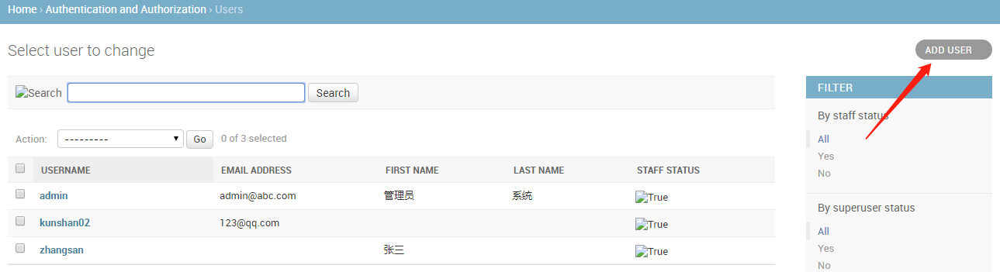 Home › Authentication and Authorization › Users
Select user to change
ADD USER
Search Search
Action: --------- Go 0 of 3 selected
USERNAME EMAIL ADDRESS FIRST NAME LAST NAME STAFF STATUS
admin admin@abc.com 管理员 系统 True
kunshan02 123@qq.com True
zhangsan 张三 True
FILTER
By staff status
All
Yes
No
By superuser status
All
Yes
No